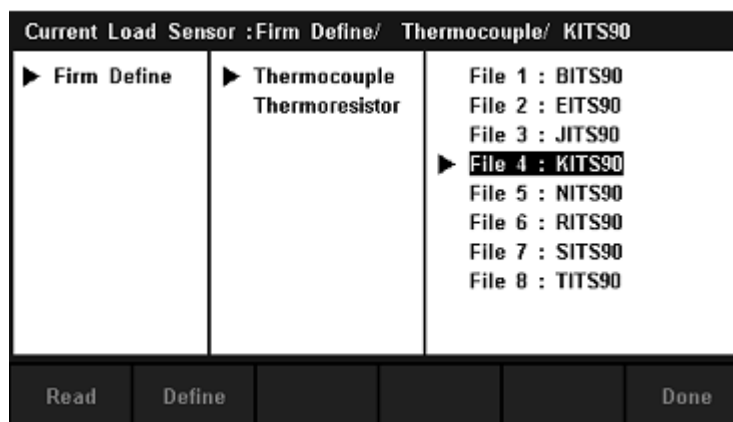 Current Load Sensor :Firm Define/ Thermocouple/ KITS90
Firm Define
Thermocouple
Thermoresistor
File 1 : BITS90
File 2 : EITS90
File 3 : JITS90
File 4 : KITS90
File 5 : NITS90
File 6 : RITS90
File 7 : SITS90
File 8 : TITS90
Read
Define
Done